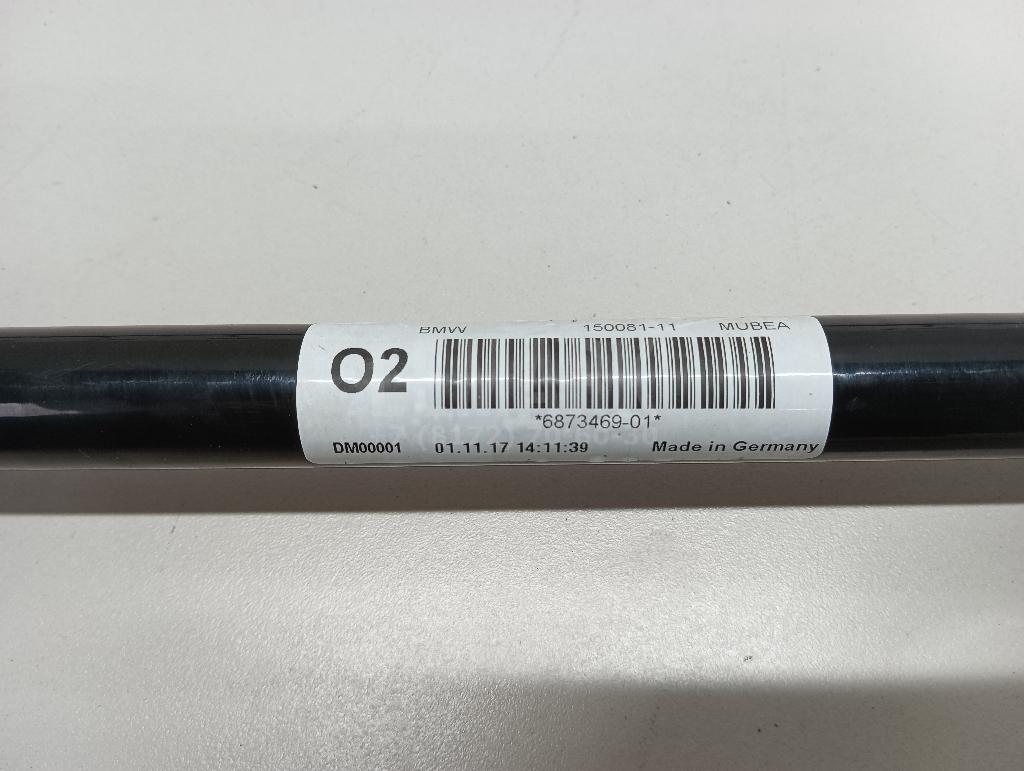 BMW 150081-11 MUBEA
O2
*6873469-01*
DM00001 01.11.17 14:11:39 Made in Germany